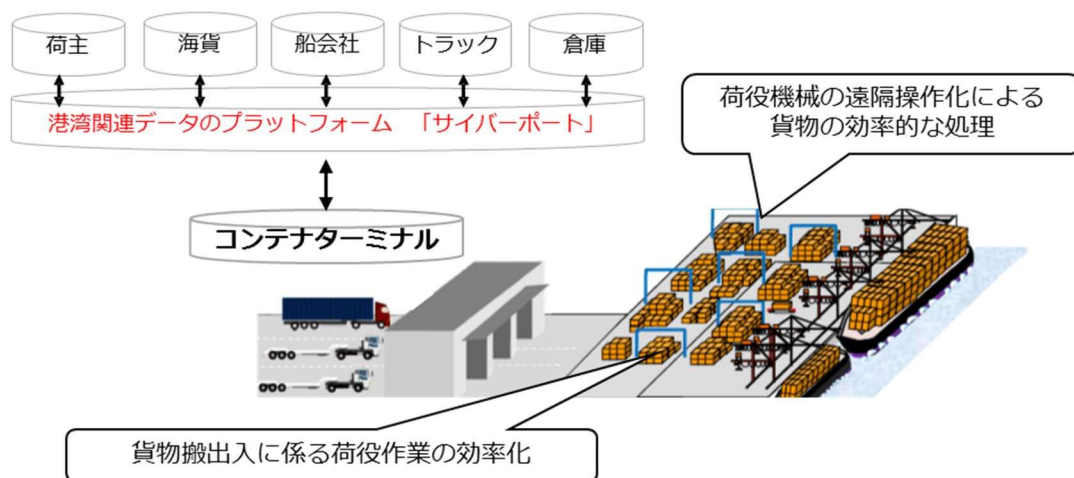 荷主
海貨
船会社
トラック
倉庫
港湾関連データのプラットフォーム 「サイバーポート」
コンテナターミナル
荷役機械の遠隔操作化による
貨物の効率的な処理
貨物搬出入に係る荷役作業の効率化